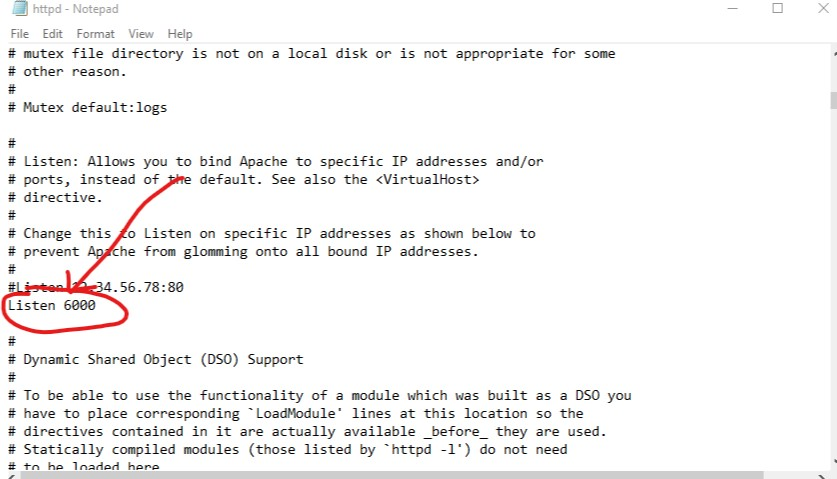 httpd - Notepad
File Edit Format View Help
# mutex file directory is not on a local disk or is not appropriate for some
# other reason.
#
# Mutex default:logs
#
# Listen: Allows you to bind Apache to specific IP addresses and/or
# ports, instead of the default. See also the <VirtualHost>
# directive.
#
# Change this to Listen on specific IP addresses as shown below to
# prevent Apache from glomming onto all bound IP addresses.
#
#Listen 12.34.56.78:80
Listen 6000
#
# Dynamic Shared Object (DSO) Support
#
# To be able to use the functionality of a module which was built as a DSO you
# have to place corresponding `LoadModule' lines at this location so the
# directives contained in it are actually available _before_ they are used.
# Statically compiled modules (those listed by `httpd -l') do not need
# to be loaded here